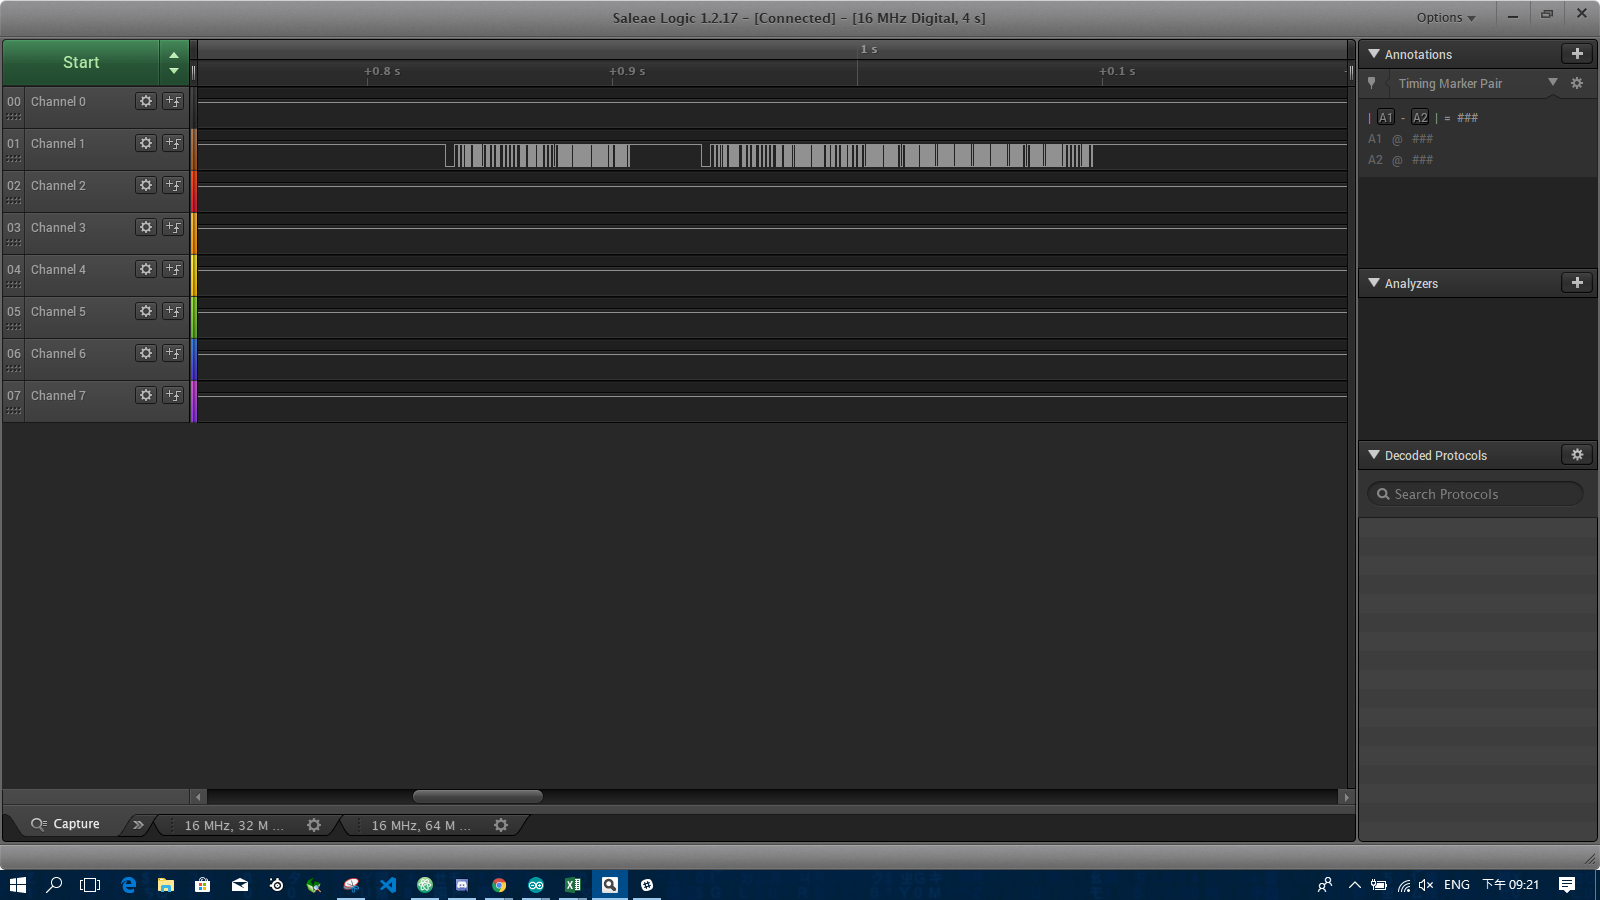 Saleae Logic 1.2.17 - [Connected] - [16 MHz Digital, 4 s]
Options
Start
1 s
+0.8 s
+0.9 s
+0.1 s
00 Channel 0
01 Channel 1
02 Channel 2
03 Channel 3
04 Channel 4
05 Channel 5
06 Channel 6
07 Channel 7
Annotations
Timing Marker Pair
| A1 - A2 | = ###
A1 @ ###
A2 @ ###
Analyzers
Decoded Protocols
Search Protocols
Capture
16 MHz, 32 M ...
16 MHz, 64 M ...
ENG
下午 09:21